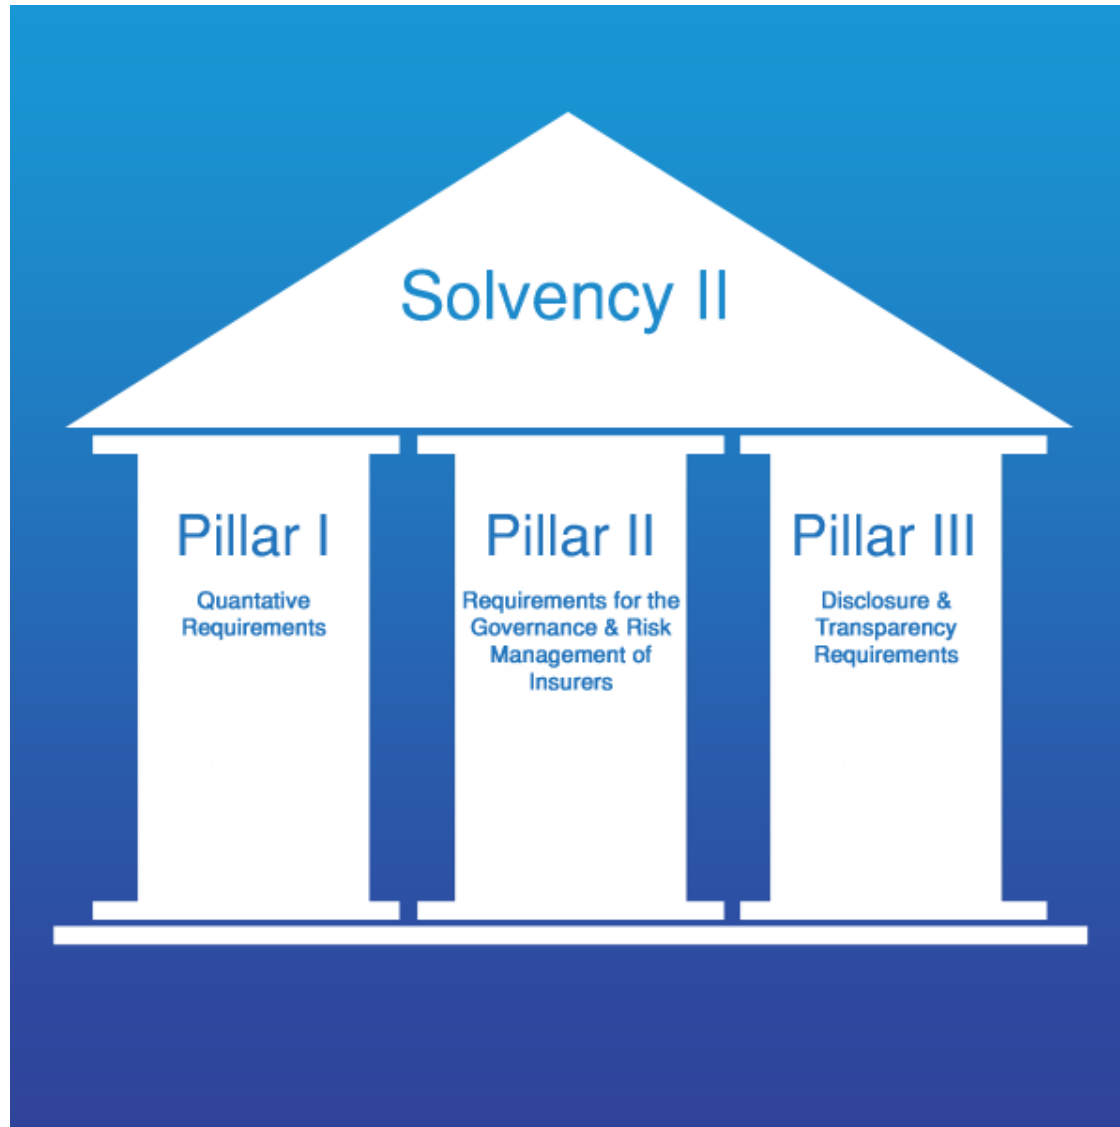 Solvency II
Pillar I
Quantative
Requirements
Pillar II
Requirements for the
Governance & Risk
Management of
Insurers
Pillar III
Disclosure &
Transparency
Requirements